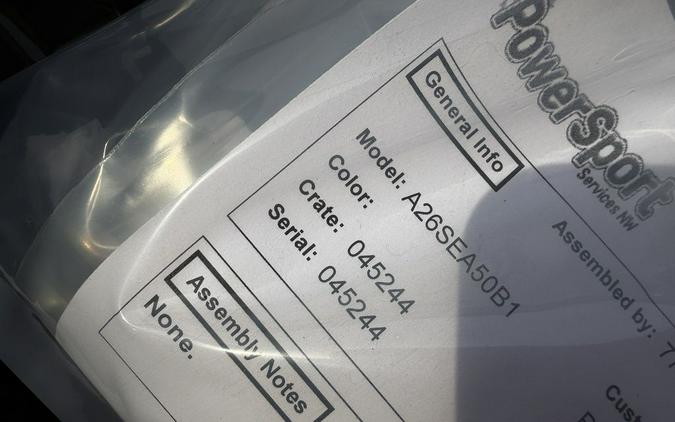 PowerSport
Services NW
General Info
Model: A26SEA50B1
Color:
Crate: 045244
Serial: 045244
Assembled by:
Assembly Notes
None.